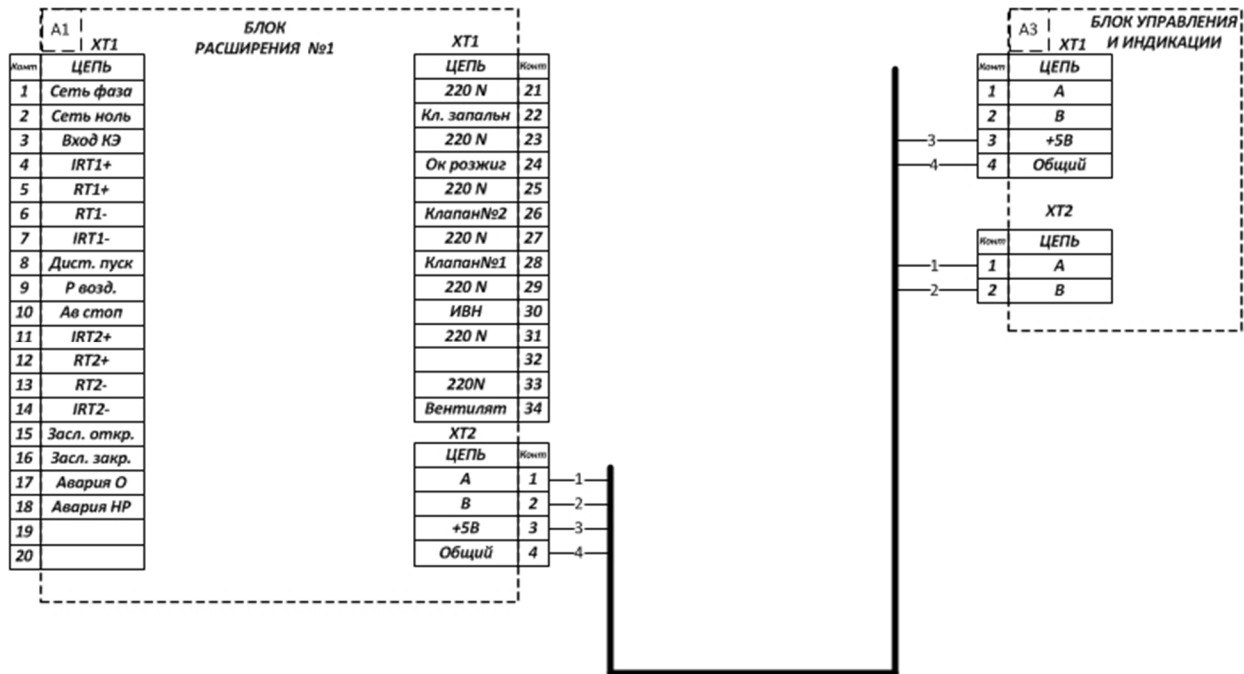 А1
БЛОК
РАСШИРЕНИЯ №1
XT1
Конт ЦЕПЬ
1 Сеть фаза
2 Сеть ноль
3 Вход КЭ
4 IRT1+
5 RT1+
6 RT1-
7 IRT1-
8 Дист. пуск
9 Р возд.
10 Ав стоп
11 IRT2+
12 RT2+
13 RT2-
14 IRT2-
15 Засл. откр.
16 Засл. закр.
17 Авария О
18 Авария НР
19
20
XT1
ЦЕПЬ Конт
220 N 21
Кл. запальн 22
220 N 23
Ок розжиг 24
220 N 25
Клапан№2 26
220 N 27
Клапан№1 28
220 N 29
ИВН 30
220 N 31
32
220N 33
Вентилят 34
XT2
ЦЕПЬ Конт
А 1 1
В 2 2
+5В 3 3
Общий 4 4
А3
БЛОК УПРАВЛЕНИЯ
И ИНДИКАЦИИ
XT1
Конт ЦЕПЬ
1 А
2 В
3 3 +5В
4 4 Общий
XT2
Конт ЦЕПЬ
1 1 А
2 2 В